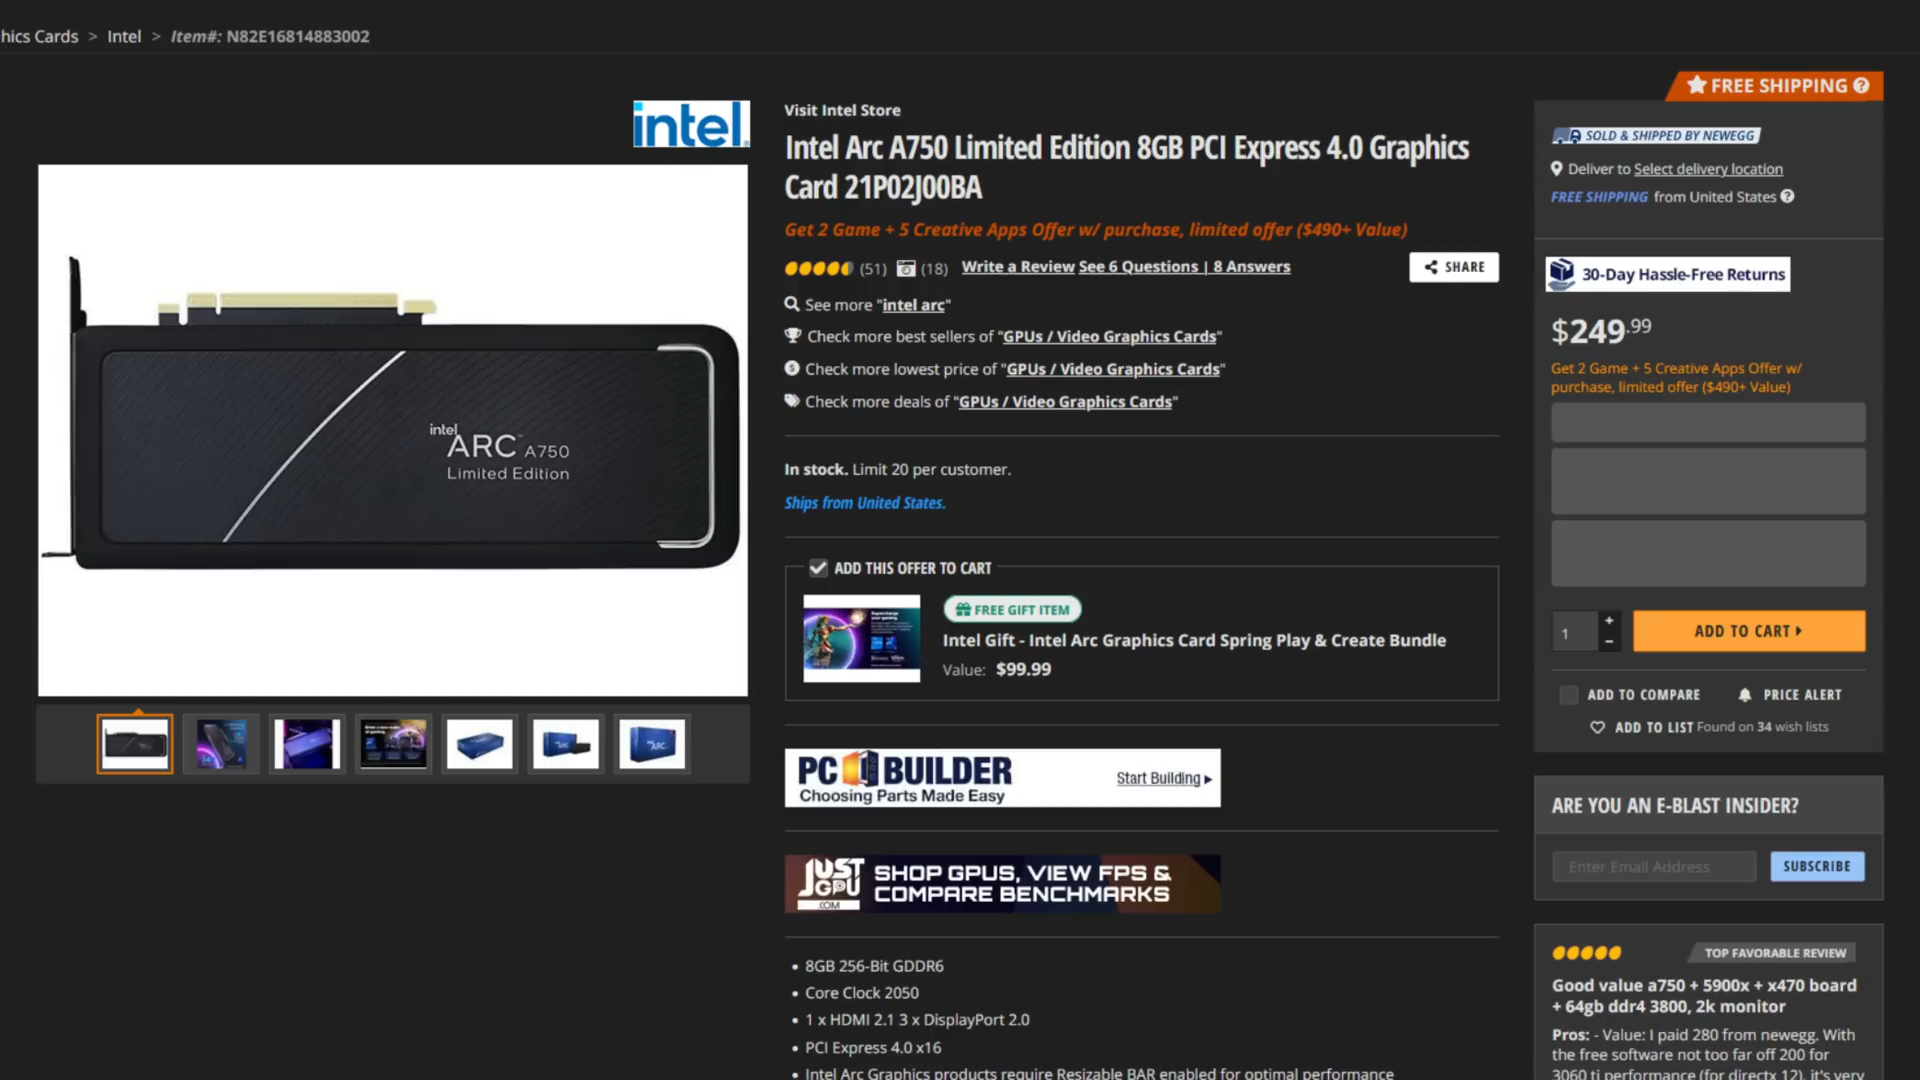 hics Cards > Intel > Item#: N82E16814883002
FREE SHIPPING
intel.
Visit Intel Store
Intel Arc A750 Limited Edition 8GB PCI Express 4.0 Graphics
Card 21P02J00BA
Get 2 Game + 5 Creative Apps Offer w/ purchase, limited offer ($490+ Value)
(51) (18) Write a Review See 6 Questions | 8 Answers
SHARE
See more "intel arc"
Check more best sellers of "GPUs / Video Graphics Cards"
Check more lowest price of "GPUs / Video Graphics Cards"
Check more deals of "GPUs / Video Graphics Cards"
intel
ARC™ A750
Limited Edition
In stock. Limit 20 per customer.
Ships from United States.
ADD THIS OFFER TO CART
FREE GIFT ITEM
Intel Gift - Intel Arc Graphics Card Spring Play & Create Bundle
Value: $99.99
PC BUILDER
Choosing Parts Made Easy
Start Building
JUST
GPU
.COM
SHOP GPUS, VIEW FPS &
COMPARE BENCHMARKS
• 8GB 256-Bit GDDR6
• Core Clock 2050
• 1 x HDMI 2.1 3 x DisplayPort 2.0
• PCI Express 4.0 x16
• Intel Arc Graphics products require Resizable BAR enabled for optimal performance
SOLD & SHIPPED BY NEWEGG
Deliver to Select delivery location
FREE SHIPPING from United States
30-Day Hassle-Free Returns
$249.99
Get 2 Game + 5 Creative Apps Offer w/
purchase, limited offer ($490+ Value)
1 + -
ADD TO CART
ADD TO COMPARE
PRICE ALERT
ADD TO LIST Found on 34 wish lists
ARE YOU AN E-BLAST INSIDER?
Enter Email Address
SUBSCRIBE
TOP FAVORABLE REVIEW
Good value a750 + 5900x + x470 board
+ 64gb ddr4 3800, 2k monitor
Pros: - Value: I paid 280 from newegg. With
the free software not too far off 200 for
3060 ti performance (for directx 12). it's very